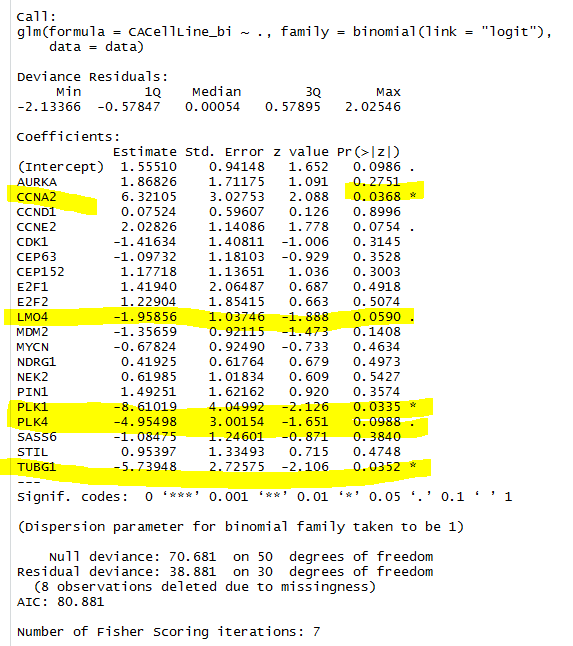 Call:
glm(formula = CACellLine_bi ~ ., family = binomial(link = "logit"),
    data = data)
Deviance Residuals:
     Min        1Q    Median        3Q       Max
-2.13366  -0.57847   0.00054   0.57895   2.02546
Coefficients:
            Estimate Std. Error z value Pr(>|z|)
(Intercept)  1.55510    0.94148   1.652   0.0986 .
AURKA        1.86826    1.71175   1.091   0.2751
CCNA2        6.32105    3.02753   2.088   0.0368 *
CCND1        0.07524    0.59607   0.126   0.8996
CCNE2        2.02826    1.14086   1.778   0.0754 .
CDK1        -1.41634    1.40811  -1.006   0.3145
CEP63       -1.09732    1.18103  -0.929   0.3528
CEP152       1.17718    1.13651   1.036   0.3003
E2F1         1.41940    2.06487   0.687   0.4918
E2F2         1.22904    1.85415   0.663   0.5074
LMO4        -1.95856    1.03746  -1.888   0.0590 .
MDM2        -1.35659    0.92115  -1.473   0.1408
MYCN        -0.67824    0.92490  -0.733   0.4634
NDRG1        0.41925    0.61764   0.679   0.4973
NEK2         0.61985    1.01834   0.609   0.5427
PIN1         1.49251    1.62162   0.920   0.3574
PLK1        -8.61019    4.04992  -2.126   0.0335 *
PLK4        -4.95498    3.00154  -1.651   0.0988 .
SASS6       -1.08475    1.24601  -0.871   0.3840
STIL         0.95397    1.33493   0.715   0.4748
TUBG1       -5.73948    2.72575  -2.106   0.0352 *
---
Signif. codes:  0 ‘***’ 0.001 ‘**’ 0.01 ‘*’ 0.05 ‘.’ 0.1 ‘ ’ 1
(Dispersion parameter for binomial family taken to be 1)
    Null deviance: 70.681  on 50  degrees of freedom
Residual deviance: 38.881  on 30  degrees of freedom
  (8 observations deleted due to missingness)
AIC: 80.881
Number of Fisher Scoring iterations: 7